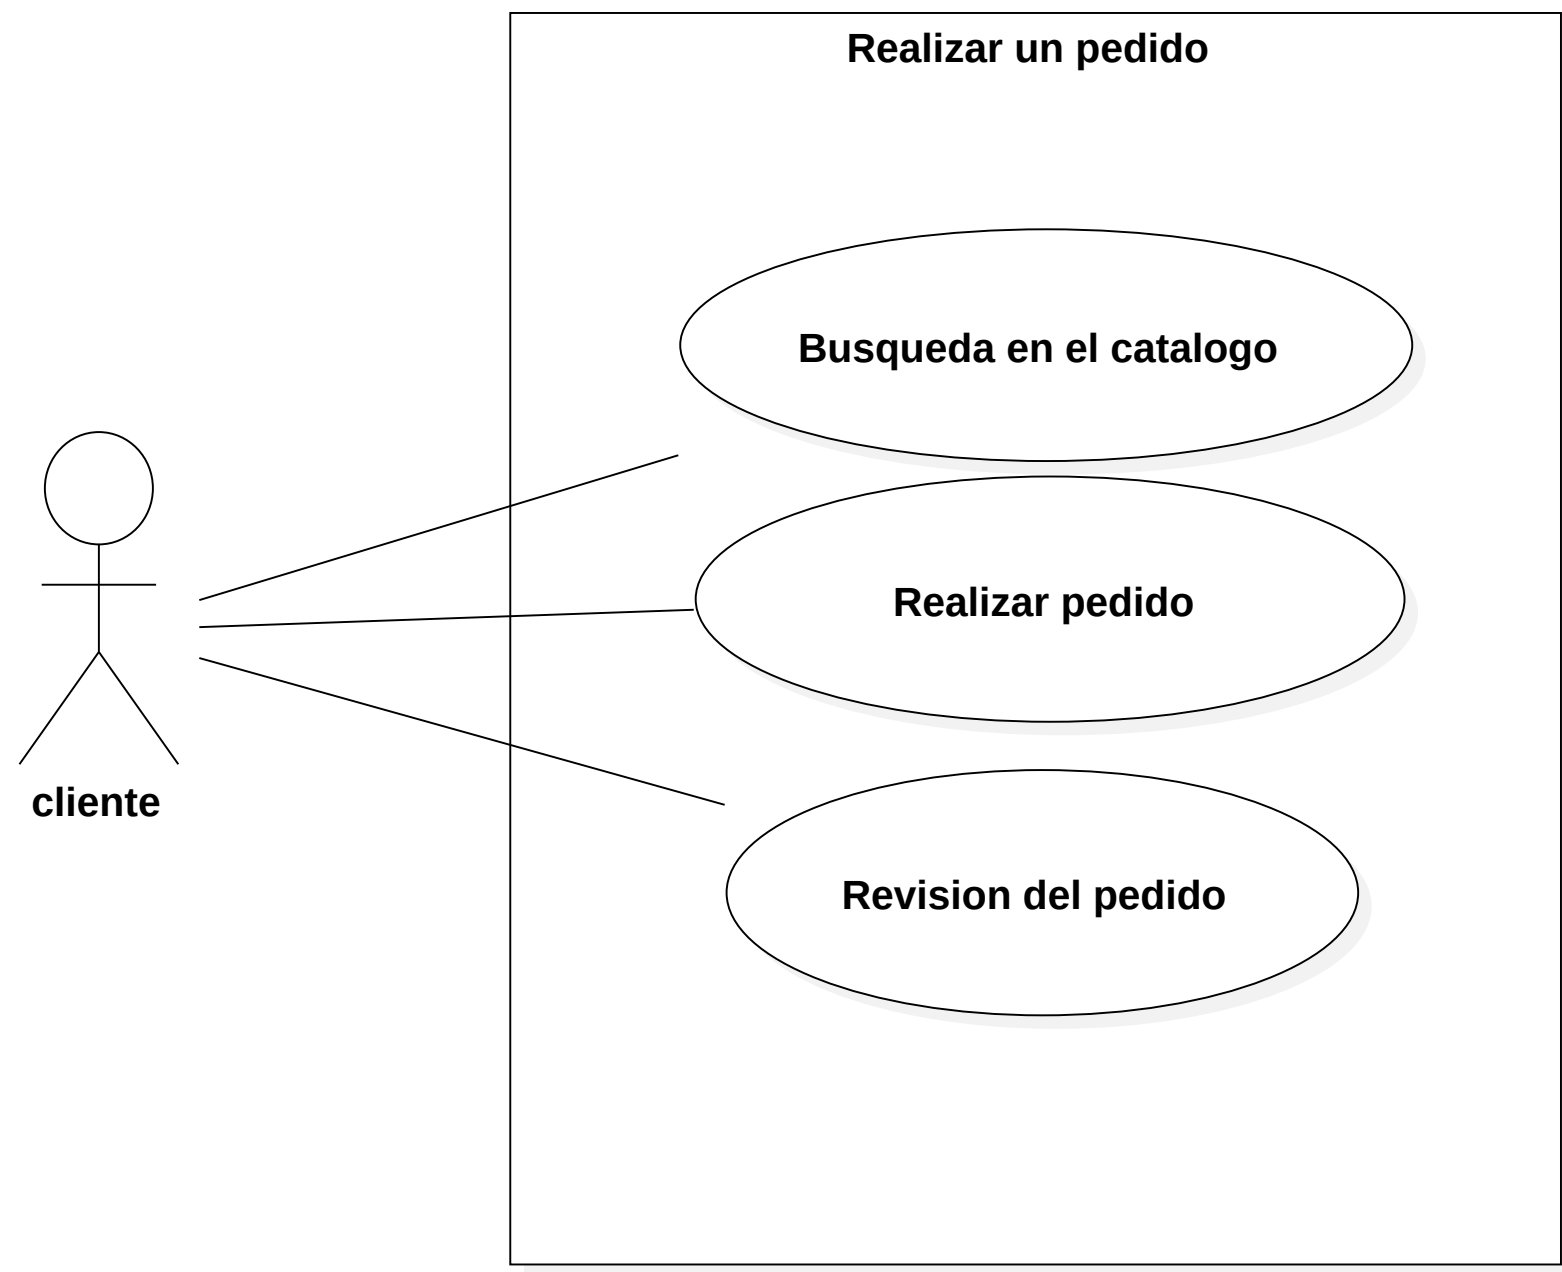 Realizar un pedido
Busqueda en el catalogo
Realizar pedido
cliente
Revision del pedido